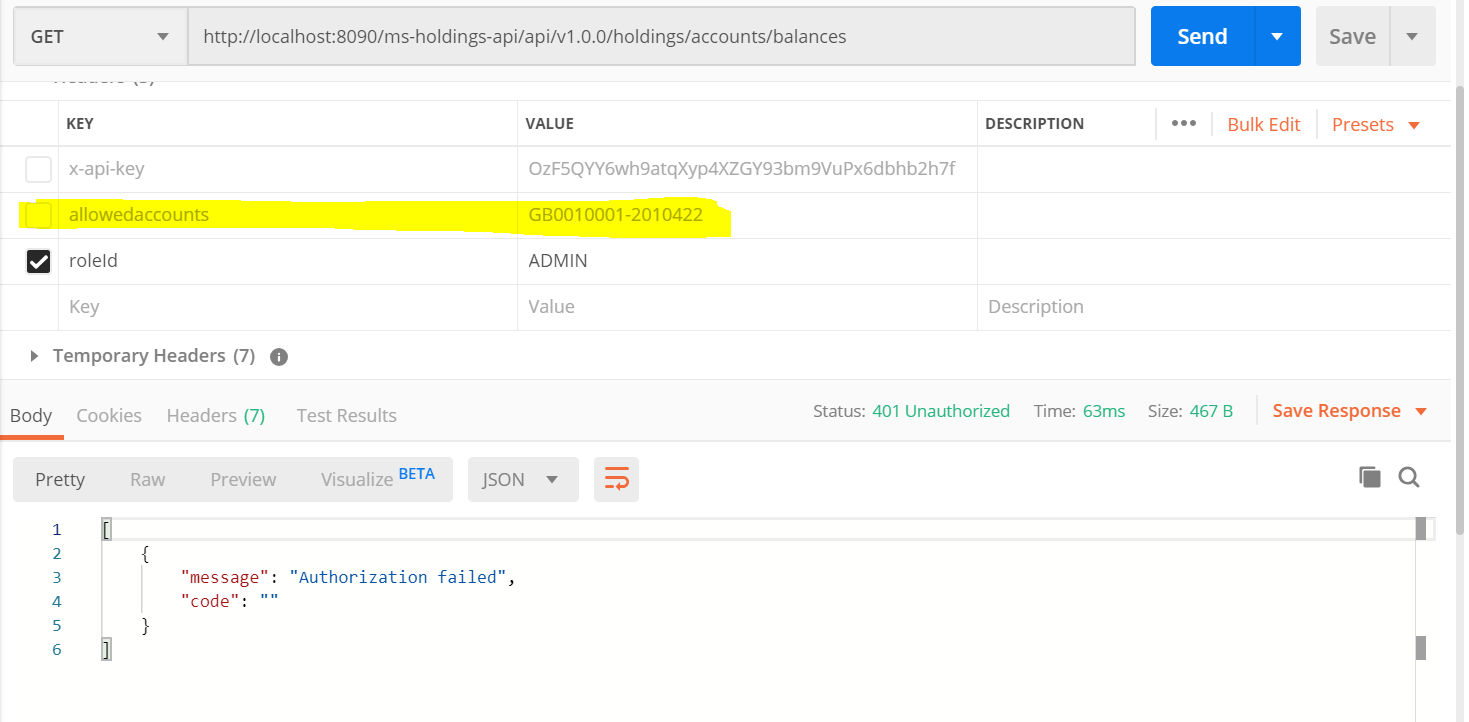 GET http://localhost:8090/ms-holdings-api/api/v1.0.0/holdings/accounts/balances Send Save
KEY VALUE DESCRIPTION ••• Bulk Edit Presets
x-api-key OzF5QYY6wh9atqXyp4XZGY93bm9VuPx6dbhb2h7f
allowedaccounts GB0010001-2010422
roleId ADMIN
Key Value Description
Temporary Headers (7) i
Body Cookies Headers (7) Test Results Status: 401 Unauthorized Time: 63ms Size: 467 B Save Response
Pretty Raw Preview Visualize BETA JSON
1 [
2 {
3 "message": "Authorization failed",
4 "code": ""
5 }
6 ]